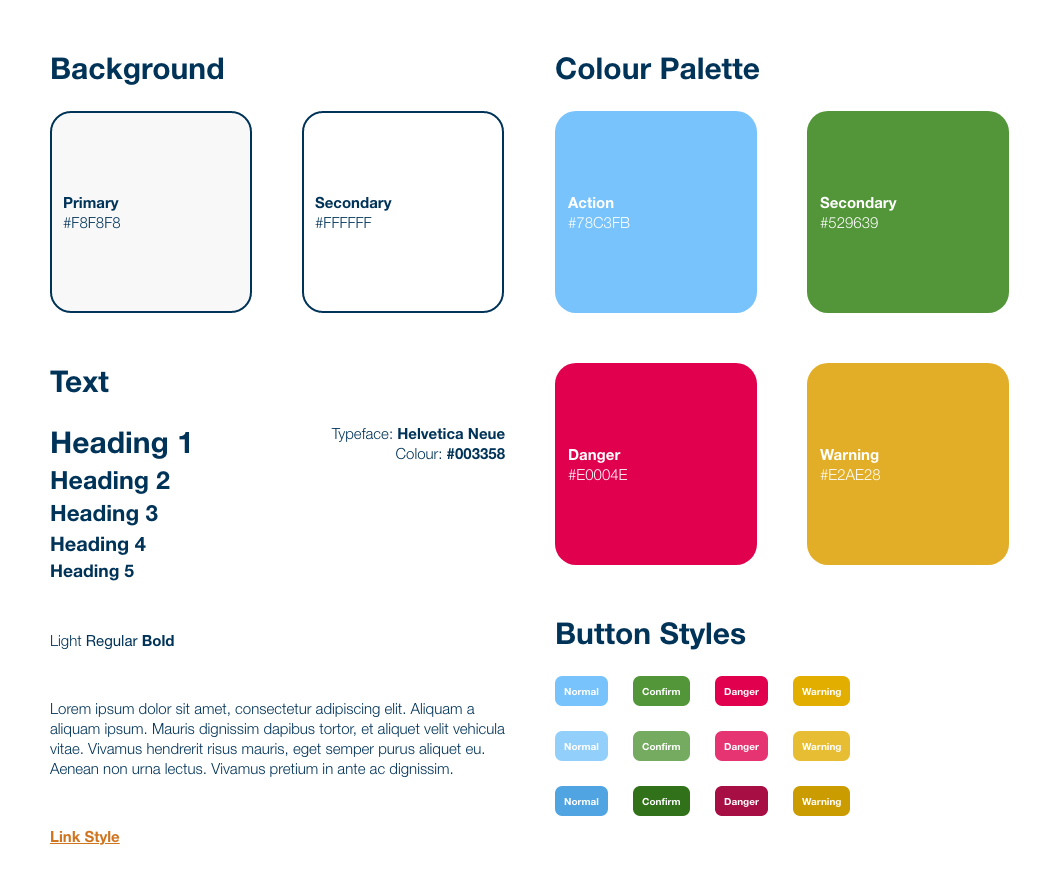 Background
Primary
#F8F8F8
Secondary
#FFFFFF
Text
Heading 1
Heading 2
Heading 3
Heading 4
Heading 5
Typeface: Helvetica Neue
Colour: #003358
Light Regular Bold
Lorem ipsum dolor sit amet, consectetur adipiscing elit. Aliquam a
aliquam ipsum. Mauris dignissim dapibus tortor, et aliquet velit vehicula
vitae. Vivamus hendrerit risus mauris, eget semper purus aliquet eu.
Aenean non urna lectus. Vivamus pretium in ante ac dignissim.
Link Style
Colour Palette
Action
#78C3FB
Secondary
#529639
Danger
#E0004E
Warning
#E2AE28
Button Styles
Normal Confirm Danger Warning
Normal Confirm Danger Warning
Normal Confirm Danger Warning